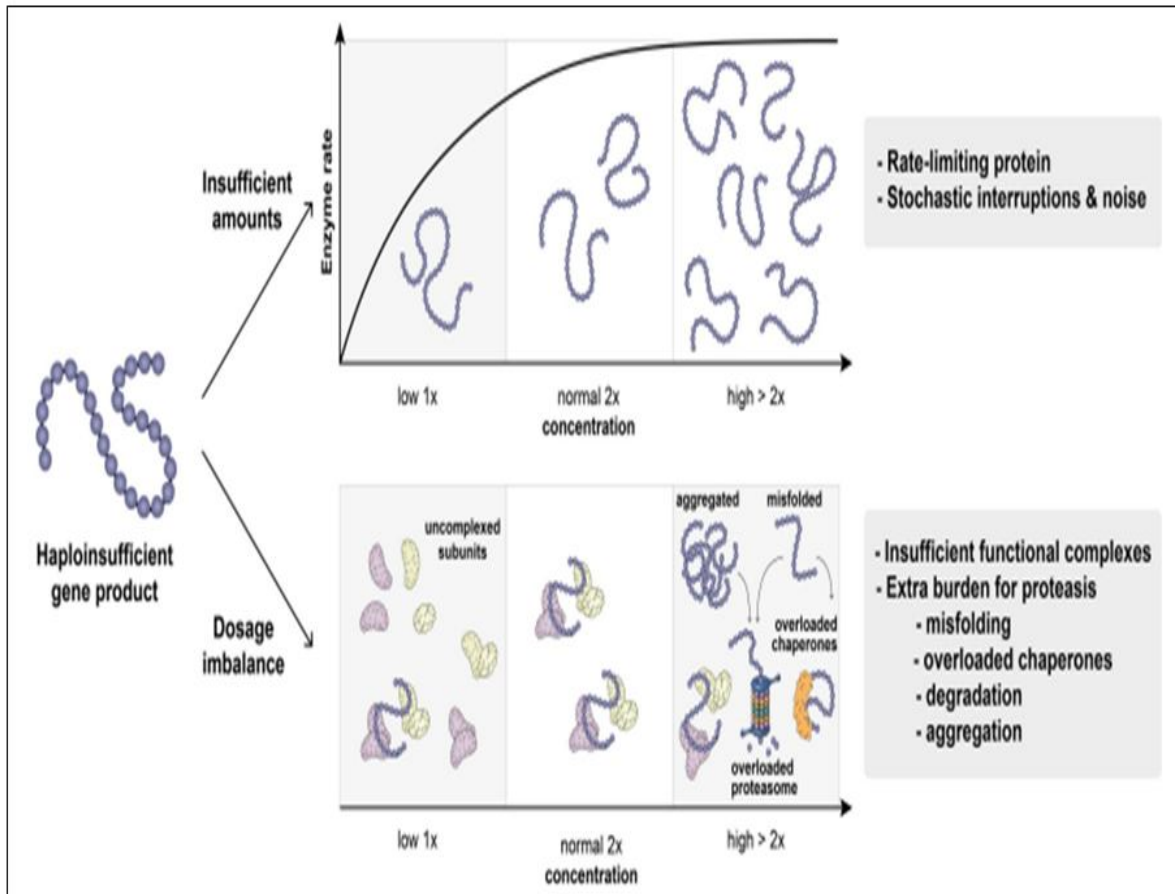 Insufficient
amounts
Enzyme rate
low 1x
normal 2x
high > 2x
concentration
- Rate-limiting protein
- Stochastic interruptions & noise
Haploinsufficient
gene product
Dosage
imbalance
uncomplexed
subunits
aggregated
misfolded
overloaded
chaperones
overloaded
proteasome
low 1x
normal 2x
high > 2x
concentration
- Insufficient functional complexes
- Extra burden for proteasis
- misfolding
- overloaded chaperones
- degradation
- aggregation